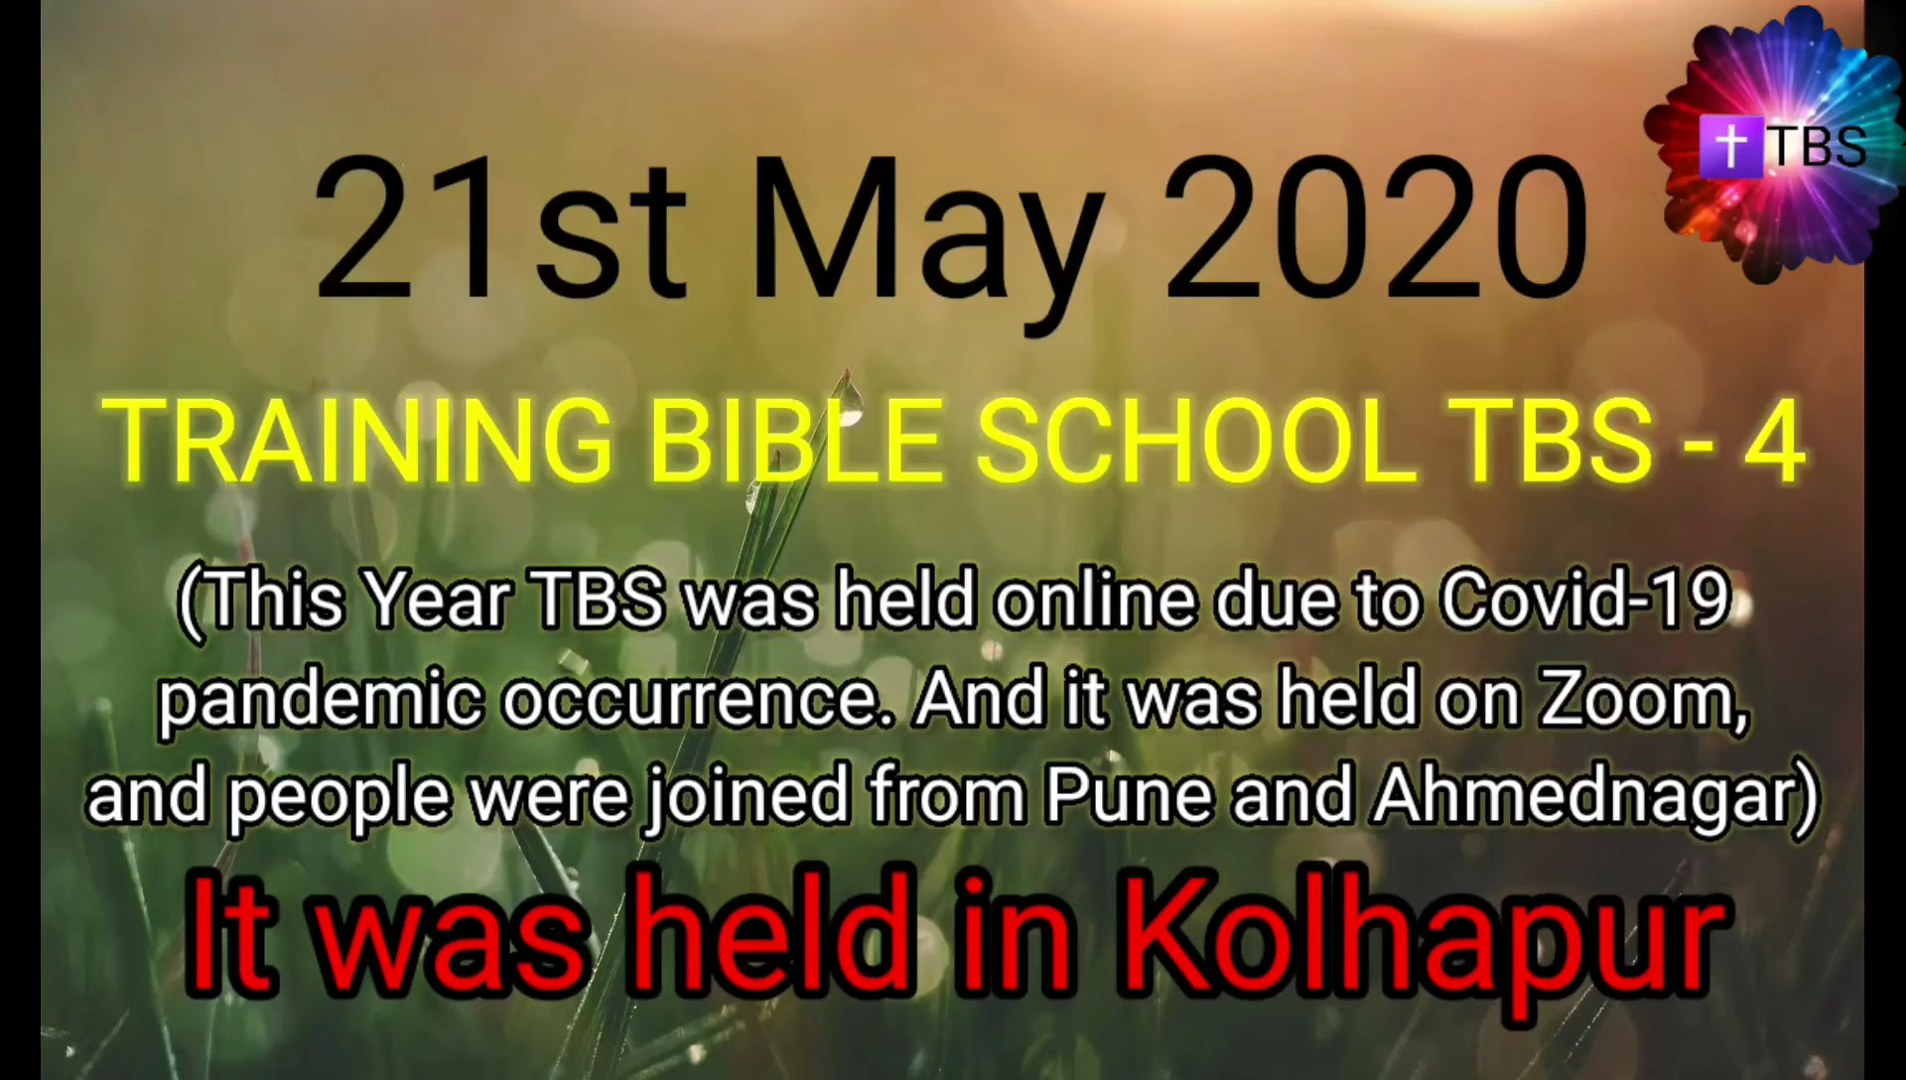 ✝TBS
21st May 2020
TRAINING BIBLE SCHOOL TBS - 4
(This Year TBS was held online due to Covid-19
pandemic occurrence. And it was held on Zoom,
and people were joined from Pune and Ahmednagar)
It was held in Kolhapur